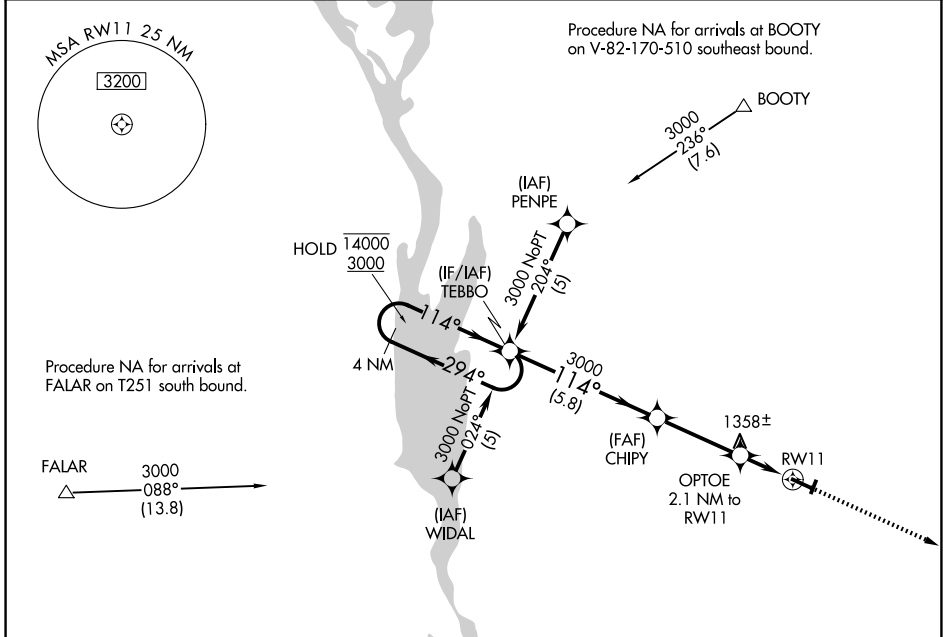 MSA RW11 25 NM
3200
Procedure NA for arrivals at BOOTY
on V-82-170-510 southeast bound.
BOOTY
3000
236°
(7.6)
(IAF)
PENPE
3000 NoPT
204°
(5)
HOLD
14000
3000
(IF/IAF)
TEBBO
114°
4 NM
294°
3000
114°
(5.8)
3000 NoPT
024°
(5)
Procedure NA for arrivals at
FALAR on T251 south bound.
FALAR
3000
088°
(13.8)
(IAF)
WIDAL
(FAF)
CHIPY
1358±
OPTOE
2.1 NM to
RW11
RW11